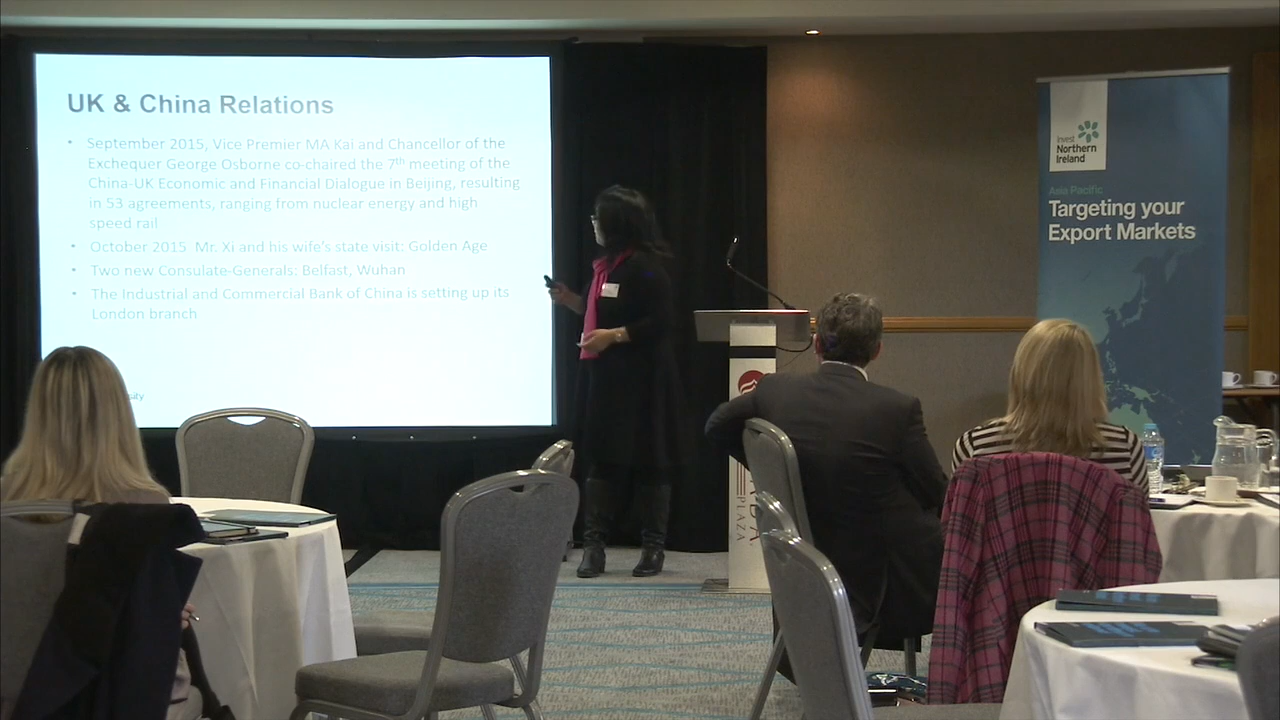 UK & China Relations
• September 2015, Vice Premier MA Kai and Chancellor of the
Exchequer George Osborne co-chaired the 7th meeting of the
China-UK Economic and Financial Dialogue in Beijing, resulting
in 53 agreements, ranging from nuclear energy and high
speed rail
• October 2015 Mr. Xi and his wife's state visit: Golden Age
• Two new Consulate-Generals: Belfast, Wuhan
• The Industrial and Commercial Bank of China is setting up its
London branch
Invest
Northern
Ireland
Asia Pacific
Targeting your
Export Markets
PLAZA